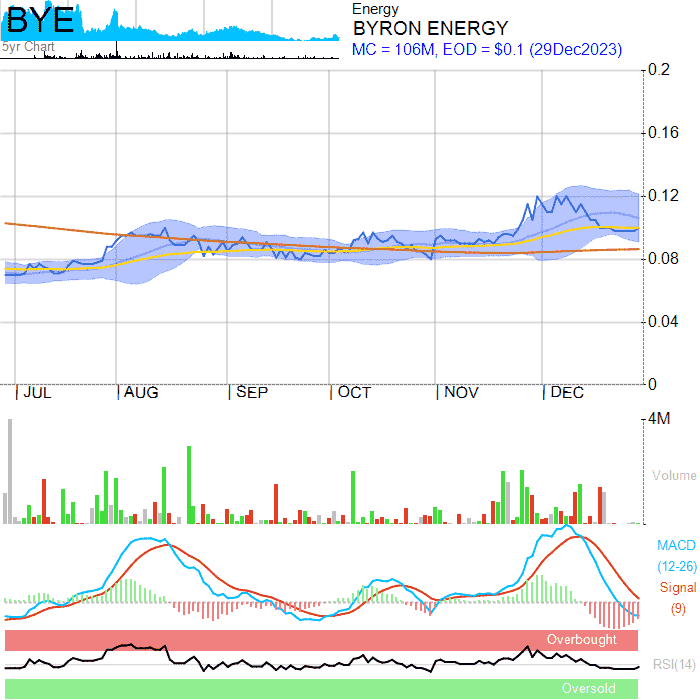 BYE
5yr Chart
Energy
BYRON ENERGY
MC = 106M, EOD = $0.1 (29Dec2023)
0.2
0.16
0.12
0.08
0.04
0
JUL AUG SEP OCT NOV DEC
4M
Volume
MACD
(12-26)
Signal
(9)
Overbought
RSI(14)
Oversold